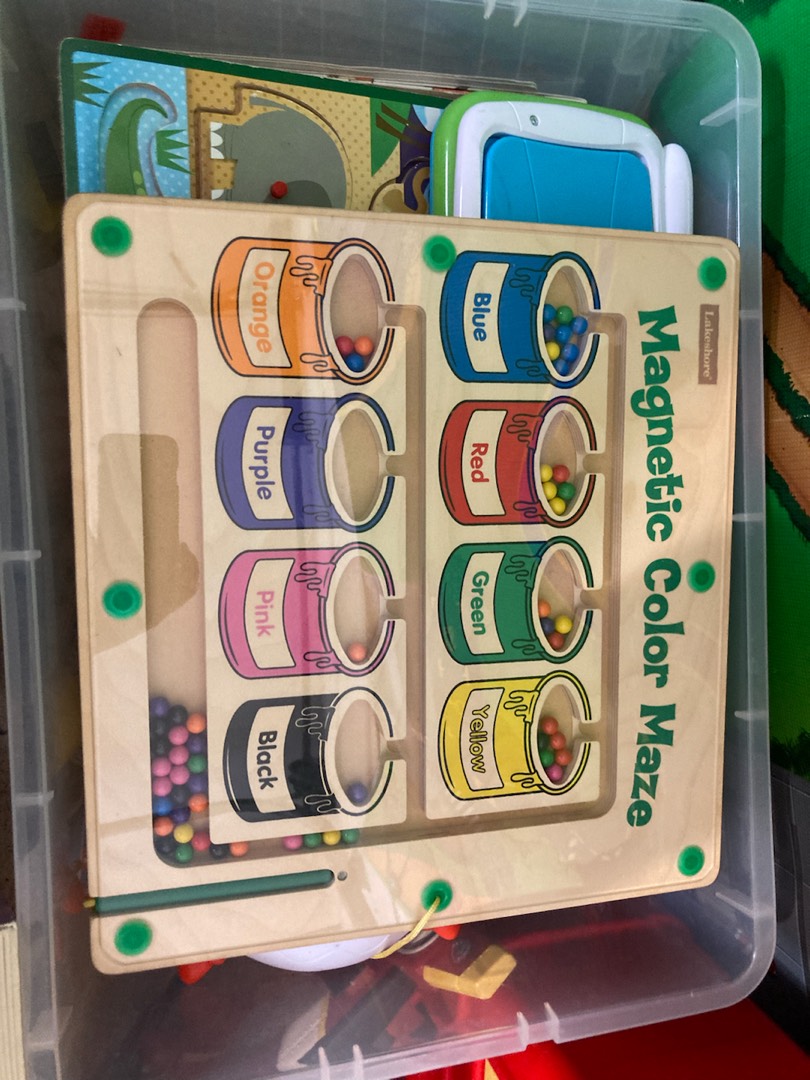 Lakeshore®
Magnetic Color Maze
Blue
Red
Green
Yellow
Orange
Purple
Pink
Black